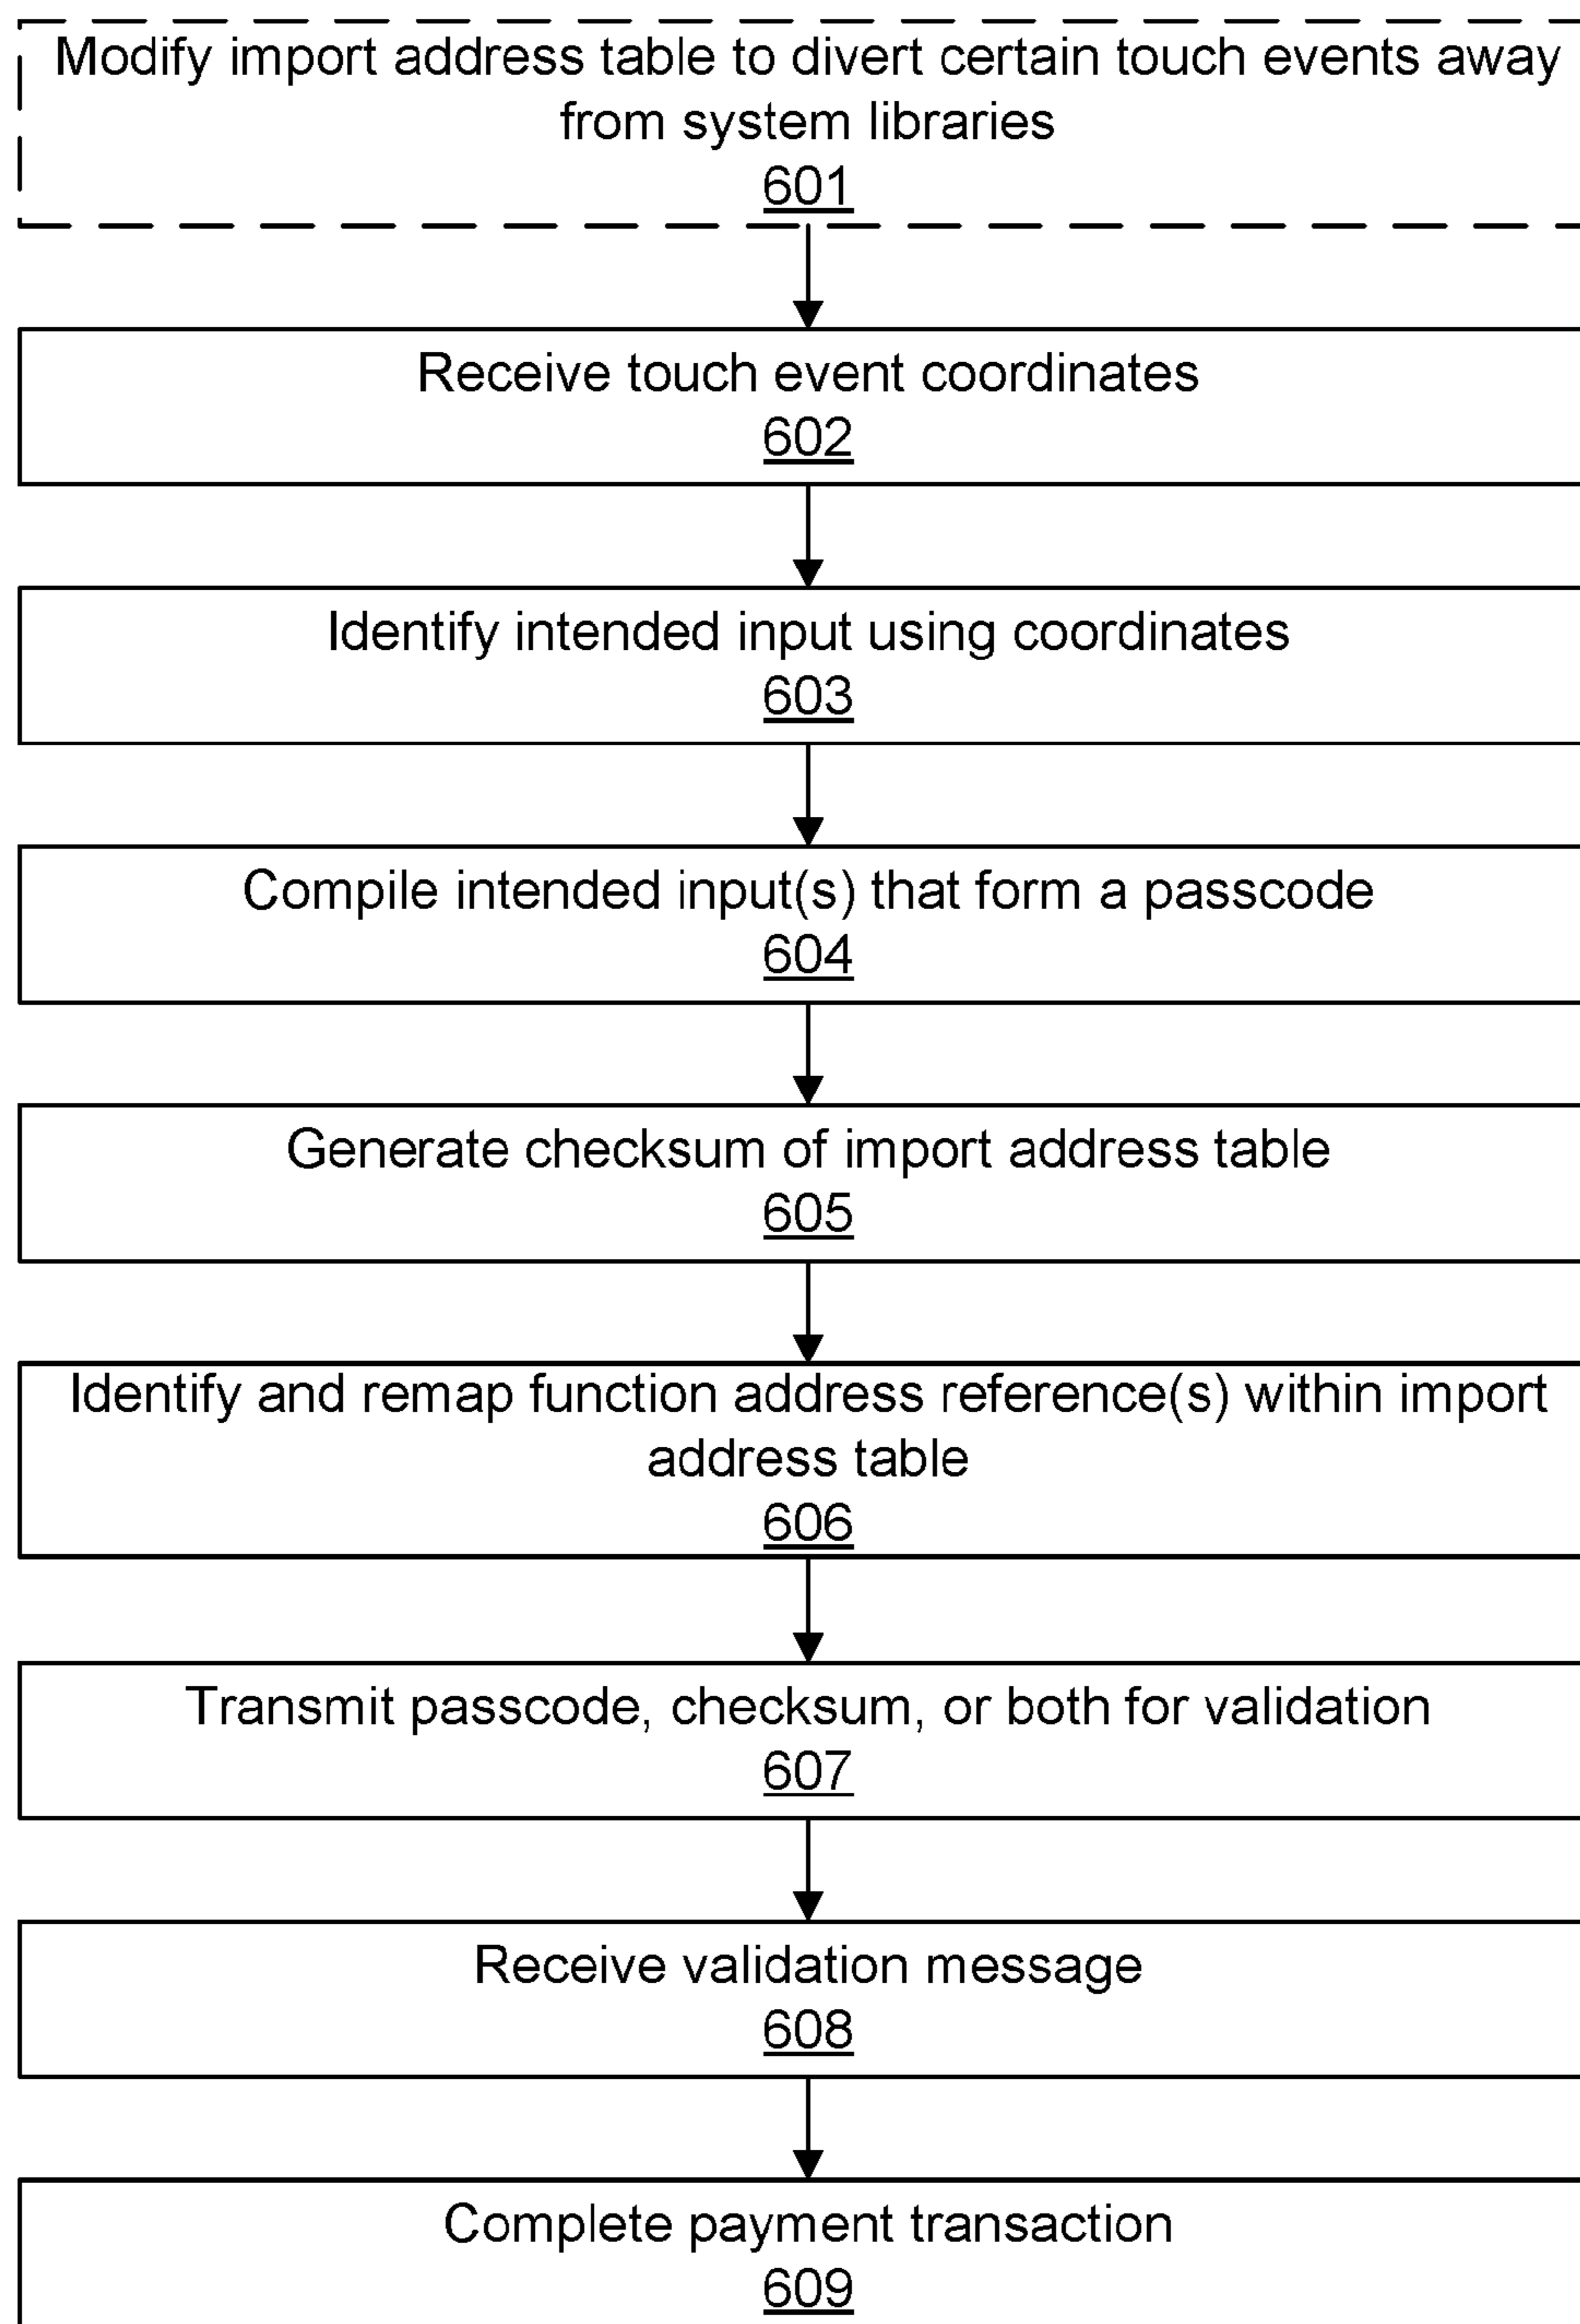 Modify import address table to divert certain touch events away
from system libraries
601
Receive touch event coordinates
602
Identify intended input using coordinates
603
Compile intended input(s) that form a passcode
604
Generate checksum of import address table
605
Identify and remap function address reference(s) within import
address table
606
Transmit passcode, checksum, or both for validation
607
Receive validation message
608
Complete payment transaction
609